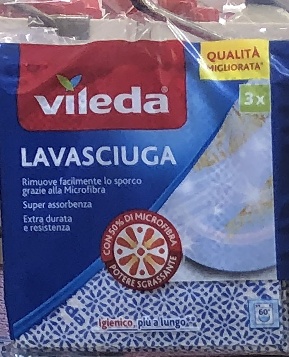 QUALITÀ
MIGLIORATA*
3x
vileda
LAVASCIUGA
Rimuove facilmente lo sporco
grazie alla Microfibra
Super assorbenza
Extra durata
e resistenza
CON 50% DI MICROFIBRA
POTERE SGRASSANTE
60°
Igienico, più a lungo**